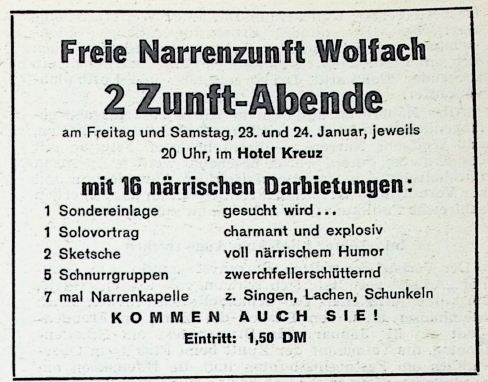 Freie Narrenzunft Wolfach
2 Zunft-Abende
am Freitag und Samstag, 23. und 24. Januar, jeweils
20 Uhr, im Hotel Kreuz
mit 16 närrischen Darbietungen:
1 Sondereinlage gesucht wird...
1 Solovortrag charmant und explosiv
2 Sketsche voll närrischem Humor
5 Schnurrgruppen zwerchfellerschütternd
7 mal Narrenkapelle z. Singen, Lachen, Schunkeln
KOMMEN AUCH SIE!
Eintritt: 1,50 DM